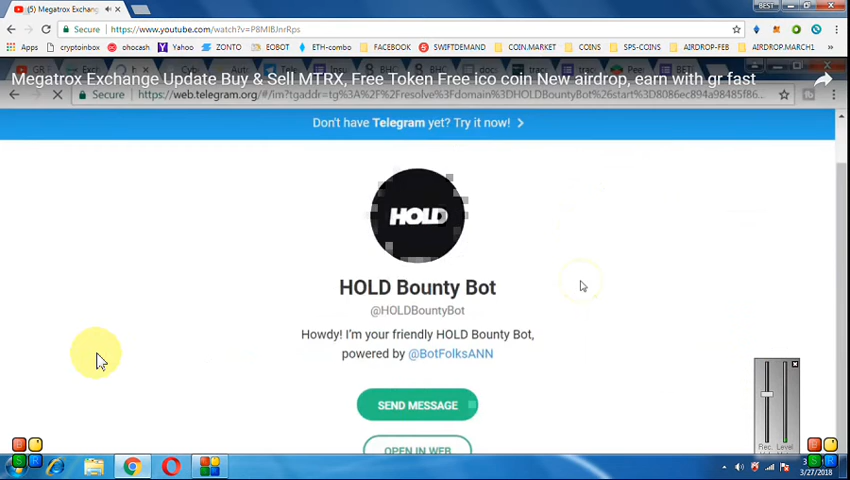 (5) Megatrox Exchang
BEST
Secure https://www.youtube.com/watch?v=P8MIBJnrRps
Apps cryptoinbox ohocash Yahoo ZONTO EOBOT ETH-combo FACEBOOK SWIFTDEMAND COIN.MARKET COINS SPS-COINS AIRDROP-FEB AIRDROP.MARCH1
Megatrox Exchange Update Buy & Sell MTRX, Free Token Free ico coin New airdrop, earn with gr fast
Secure https://web.telegram.org/#/im?tgaddr=tg%3A%2F%2Fresolve%3Fdomain%3DHOLDBountyBot%26start%3D8086ec894a98485f86...
Don't have Telegram yet? Try it now!
HOLD
HOLD Bounty Bot
@HOLDBountyBot
Howdy! I'm your friendly HOLD Bounty Bot,
powered by @BotFolksANN
SEND MESSAGE
OPEN IN WEB
Rec. Level
3/27/2018